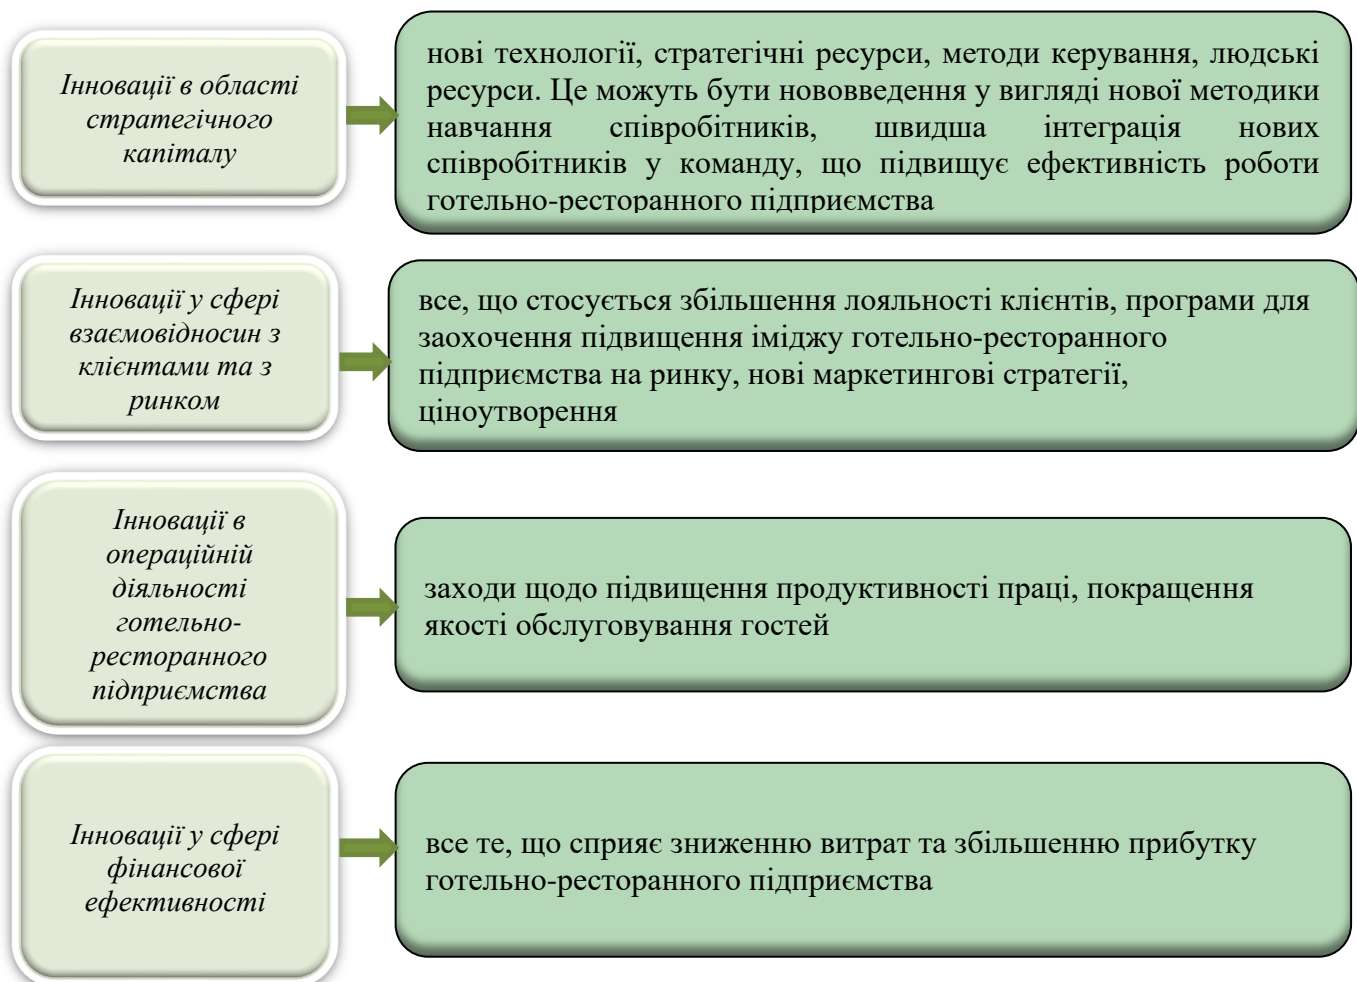 Інновації в області
стратегічного
капіталу
нові технології, стратегічні ресурси, методи керування, людські
ресурси. Це можуть бути нововведення у вигляді нової методики
навчання співробітників, швидша інтеграція нових
співробітників у команду, що підвищує ефективність роботи
готельно-ресторанного підприємства
Інновації у сфері
взаємовідносин з
клієнтами та з
ринком
все, що стосується збільшення лояльності клієнтів, програми для
заохочення підвищення іміджу готельно-ресторанного
підприємства на ринку, нові маркетингові стратегії,
ціноутворення
Інновації в
операційній
діяльності
готельно-
ресторанного
підприємства
заходи щодо підвищення продуктивності праці, покращення
якості обслуговування гостей
Інновації у сфері
фінансової
ефективності
все те, що сприяє зниженню витрат та збільшенню прибутку
готельно-ресторанного підприємства